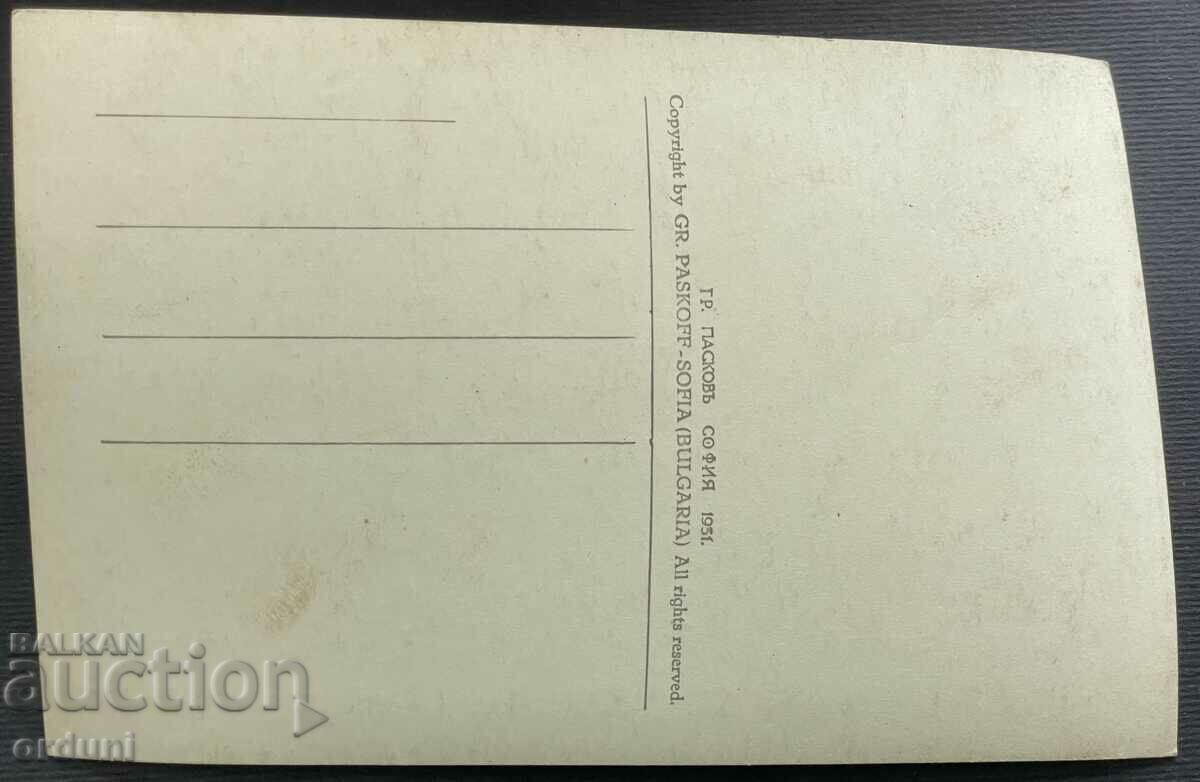 ГР. ПАСКОВЪ СОФИЯ 1931.
Copyright by GR. PASKOFF-SOFIA (BULGARIA) All rights reserved.
BALKAN
auction
orduni